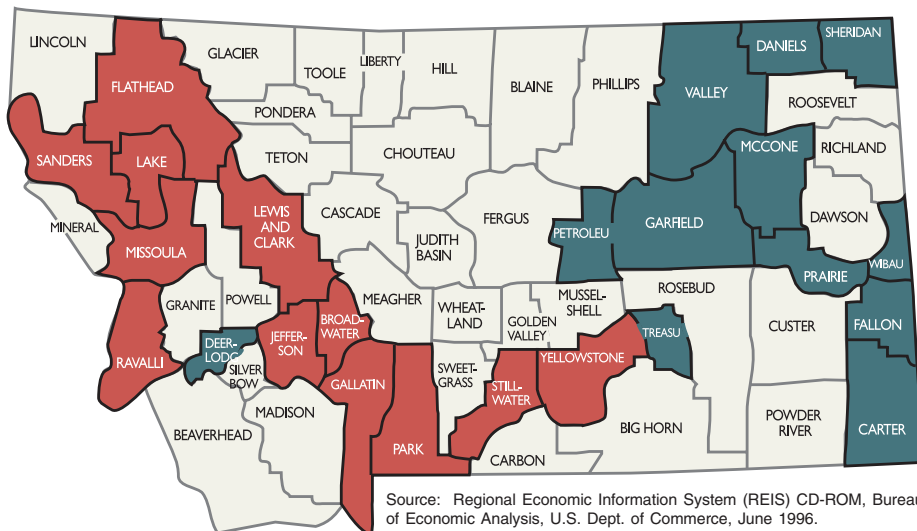 LINCOLN
GLACIER
TOOLE
LIBERTY
HILL
BLAINE
PHILLIPS
DANIELS
SHERIDAN
FLATHEAD
VALLEY
ROOSEVELT
PONDERA
SANDERS
LAKE
TETON
CHOUTEAU
MCCONE
RICHLAND
MINERAL
MISSOULA
LEWIS
AND
CLARK
CASCADE
JUDITH
BASIN
FERGUS
PETROLEU
GARFIELD
DAWSON
WIBAU
PRAIRIE
GRANITE
POWELL
MEAGHER
WHEAT-
LAND
GOLDEN
VALLEY
MUSSEL-
SHELL
ROSEBUD
TREASU
CUSTER
FALLON
RAVALLI
DEER-
LODG
SILVER
BOW
JEFFER-
SON
BROAD-
WATER
GALLATIN
PARK
SWEET-
GRASS
STILL-
WATER
YELLOWSTONE
BEAVERHEAD
MADISON
CARBON
BIG HORN
POWDER
RIVER
CARTER
Source: Regional Economic Information System (REIS) CD-ROM, Bureau
of Economic Analysis, U.S. Dept. of Commerce, June 1996.